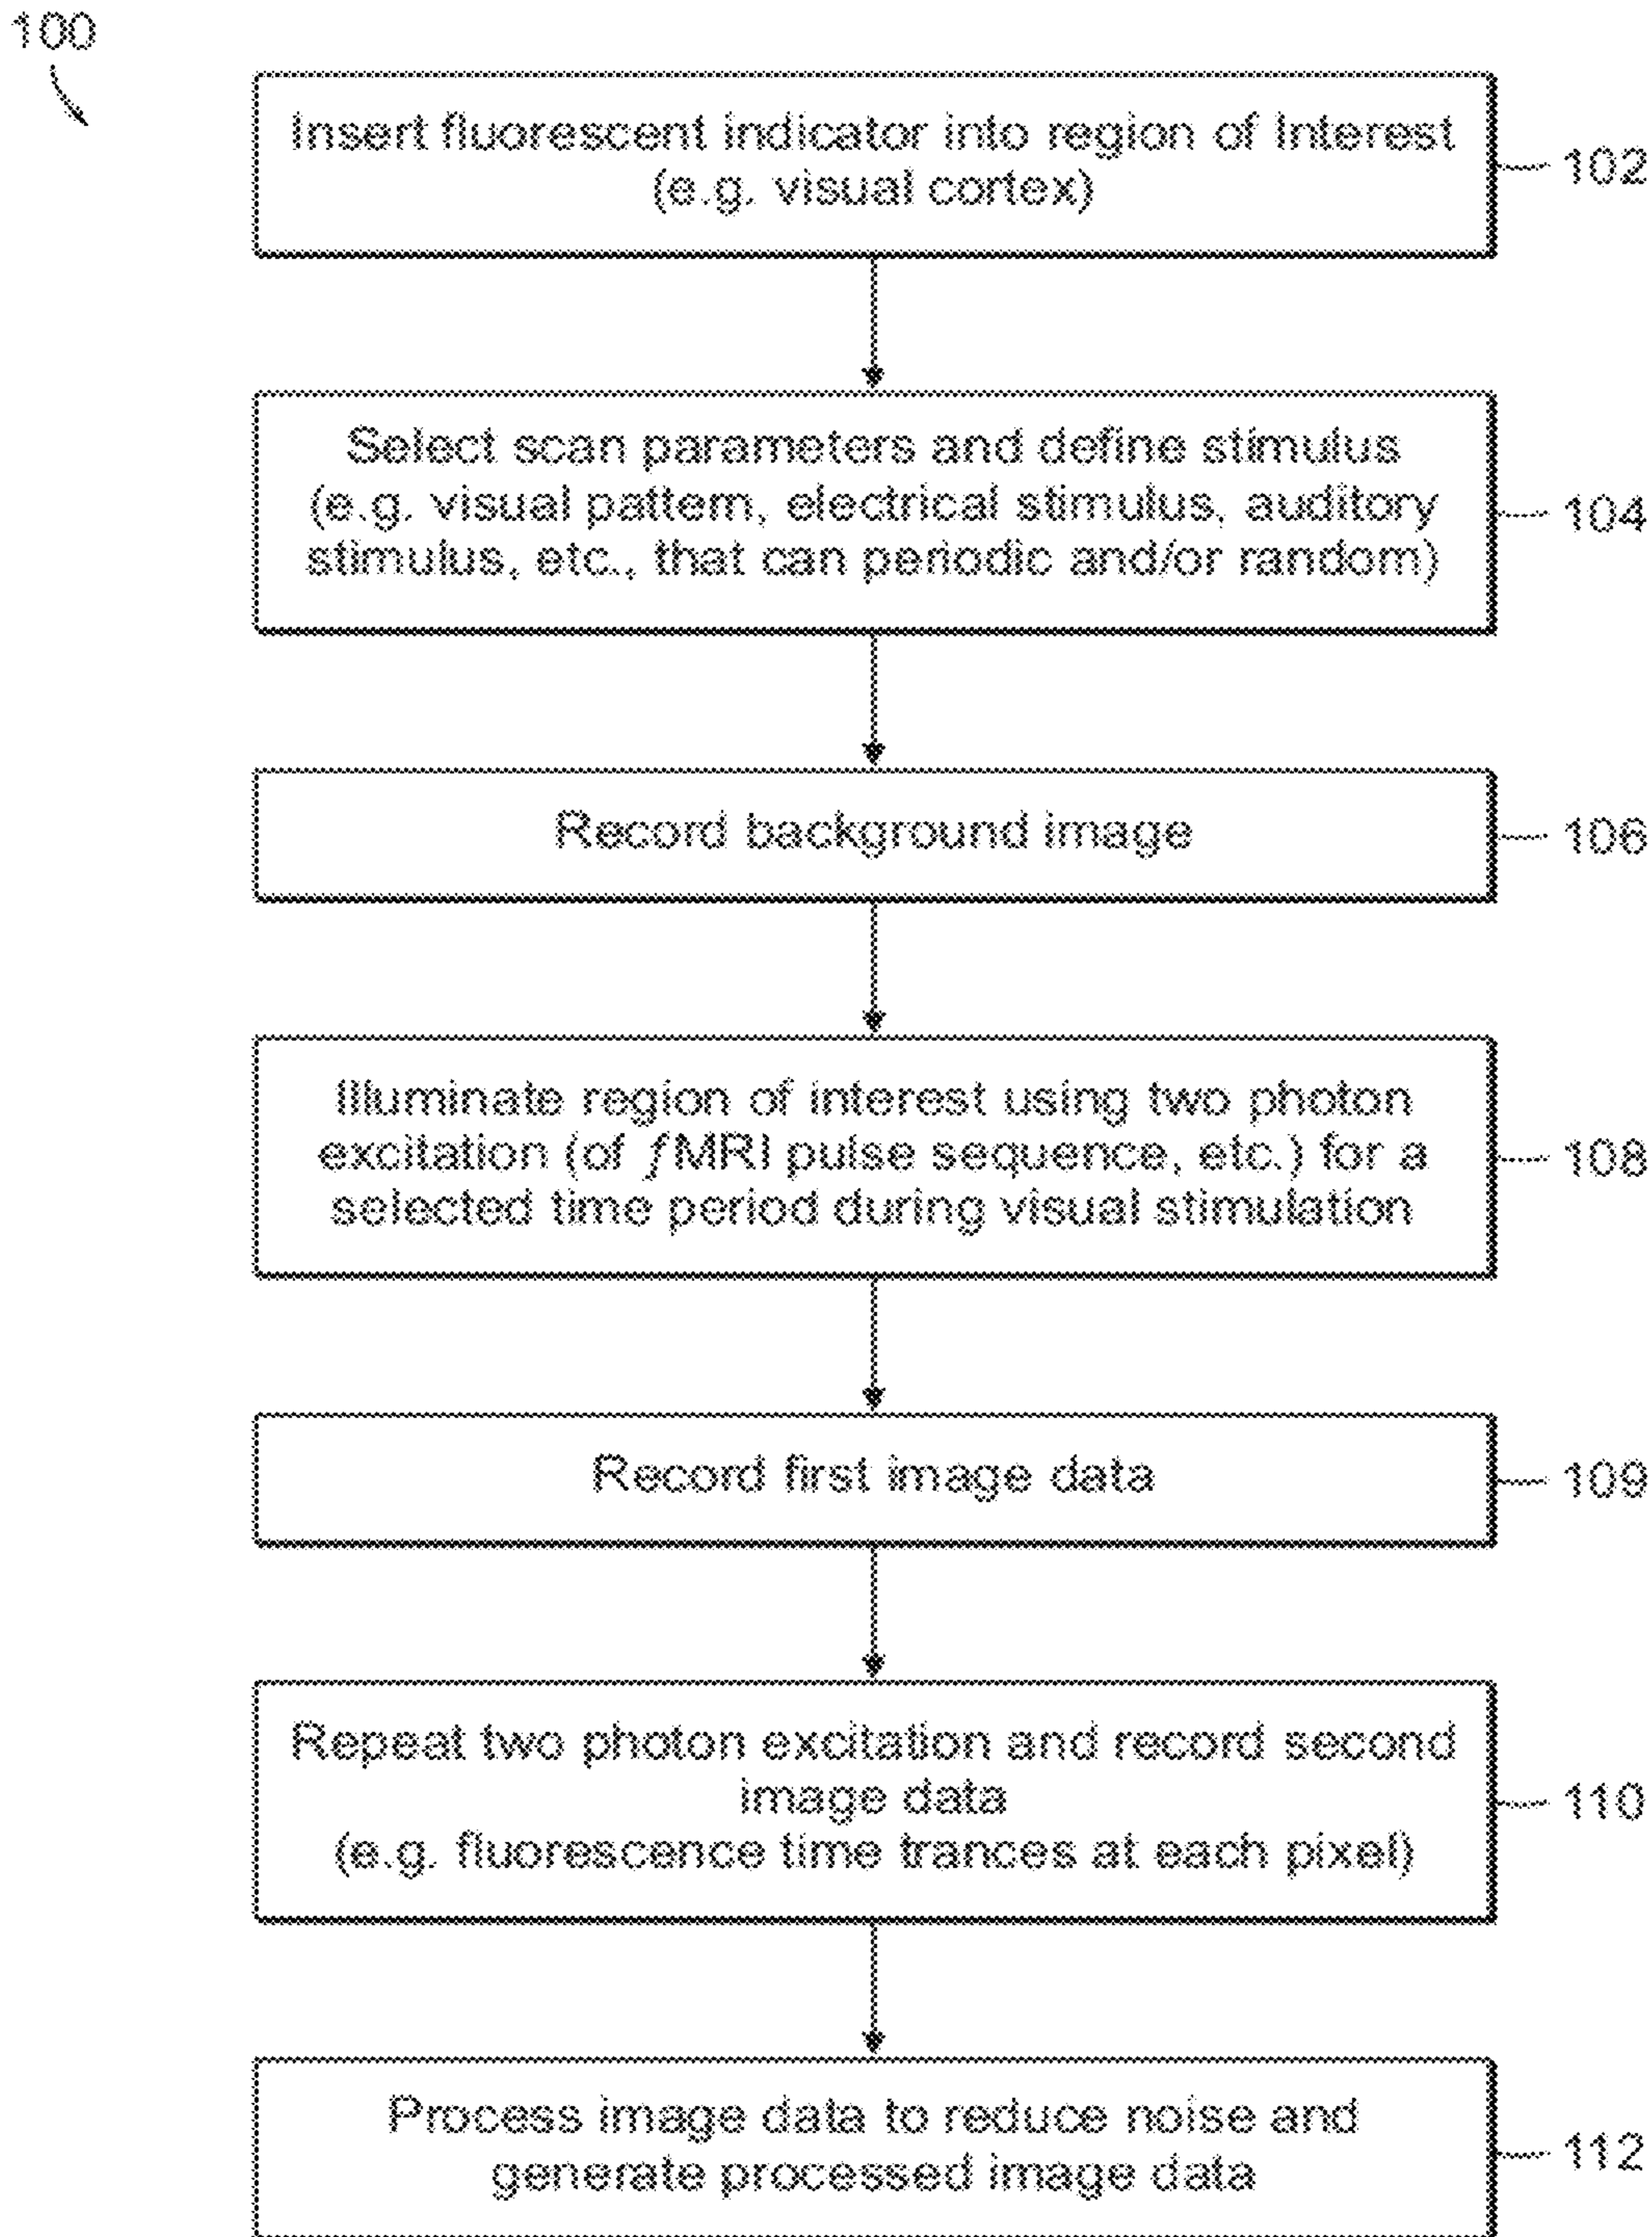 100
Insert fluorescent indicator into region of Interest
(e.g. visual cortex)
102
Select scan parameters and define stimulus
(e.g. visual pattern, electrical stimulus, auditory
stimulus, etc., that can periodic and/or random)
104
Record background image
106
Illuminate region of interest using two photon
excitation (of ƒMRI pulse sequence, etc.) for a
selected time period during visual stimulation
108
Record first image data
109
Repeat two photon excitation and record second
image data
(e.g. fluorescence time trances at each pixel)
110
Process image data to reduce noise and
generate processed image data
112